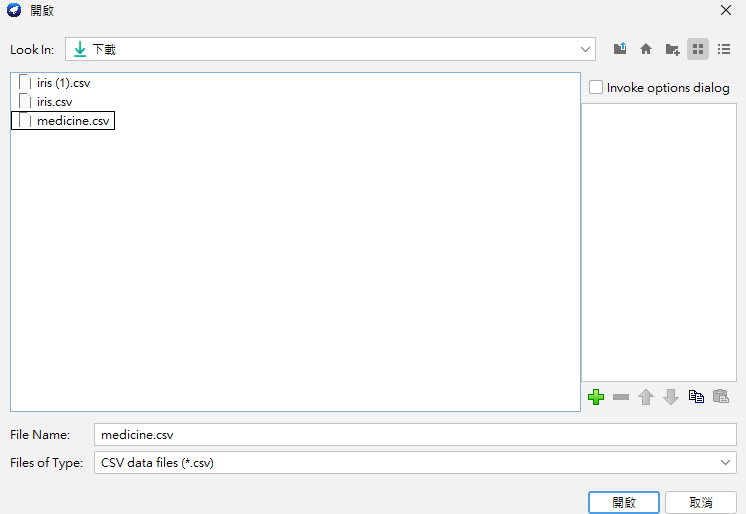 開啟
Look In: 下載
iris (1).csv
iris.csv
medicine.csv
Invoke options dialog
File Name: medicine.csv
Files of Type: CSV data files (*.csv)
開啟 取消